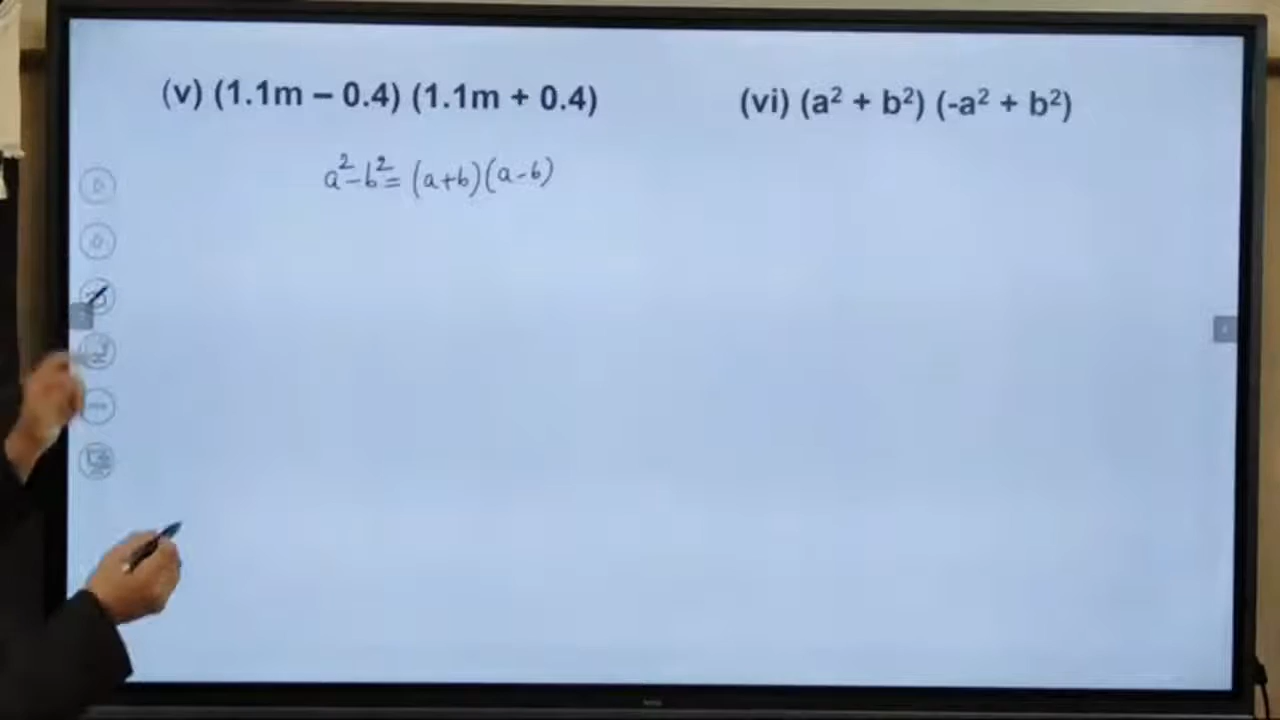 (v) (1.1m – 0.4) (1.1m + 0.4)
(vi) (a² + b²) (-a² + b²)
a²-b²= (a+b)(a-b)